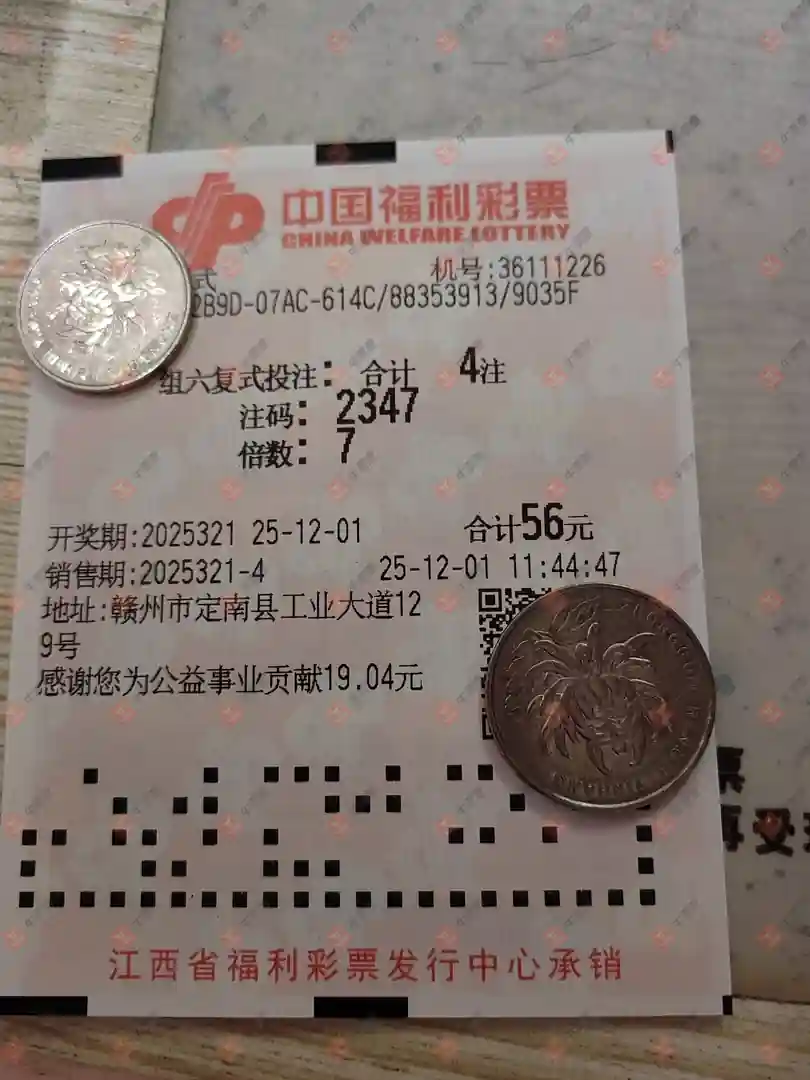 中国福利彩票
CHINA WELFARE LOTTERY
式 机号:36111226
2B9D-07AC-614C/88353913/9035F
组六复式投注: 合计 4注
注码: 2347
倍数: 7
开奖期:2025321 25-12-01 合计56元
销售期:2025321-4 25-12-01 11:44:47
地址:赣州市定南县工业大道12
9号
感谢您为公益事业贡献19.04元
票
再受理
江西省福利彩票发行中心承销